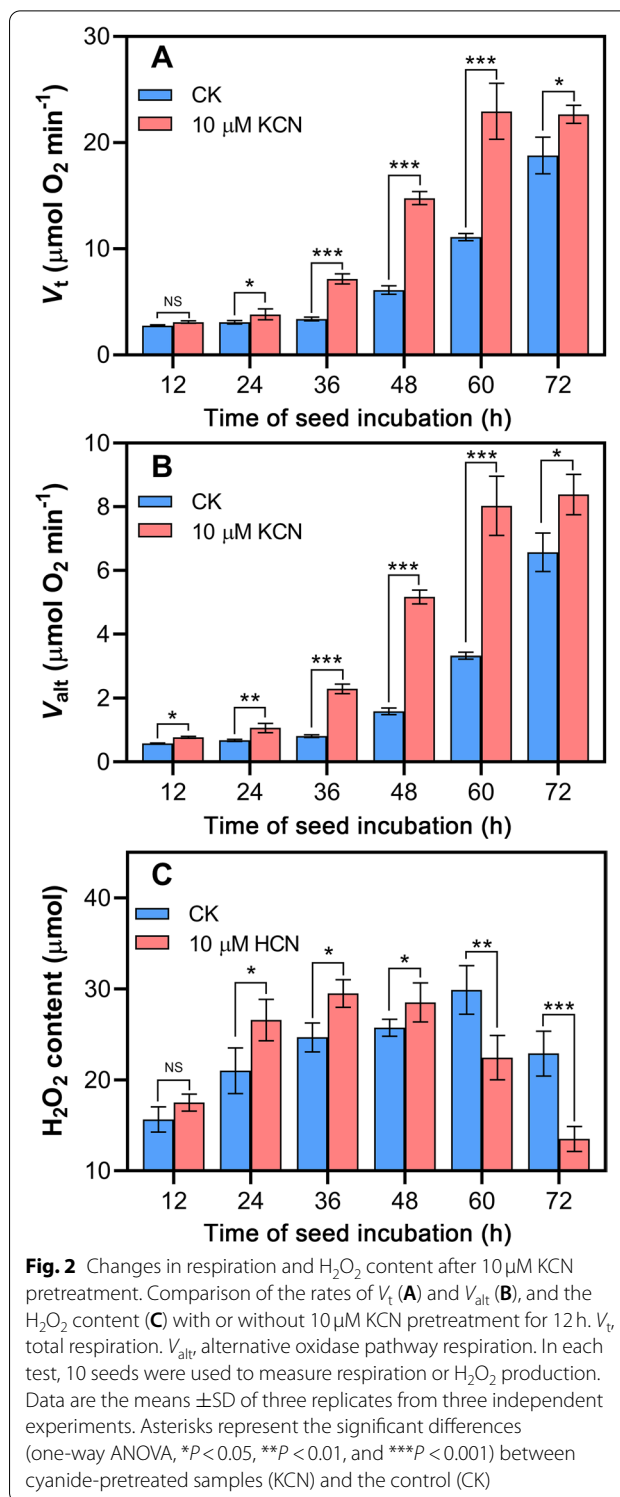 A
CK
10 μM KCN
Vt (μmol O2 min-1)
30
20
10
0
NS
*
***
***
***
*
12 24 36 48 60 72
Time of seed incubation (h)
B
CK
10 μM KCN
Valt (μmol O2 min-1)
10
8
6
4
2
0
*
**
***
***
***
*
12 24 36 48 60 72
Time of seed incubation (h)
C
CK
10 μM HCN
H2O2 content (μmol)
40
30
20
10
NS
*
*
*
**
***
12 24 36 48 60 72
Time of seed incubation (h)
Fig. 2 Changes in respiration and H2O2 content after 10 μM KCN
pretreatment. Comparison of the rates of Vt (A) and Valt (B), and the
H2O2 content (C) with or without 10 μM KCN pretreatment for 12 h. Vt,
total respiration. Valt, alternative oxidase pathway respiration. In each
test, 10 seeds were used to measure respiration or H2O2 production.
Data are the means ±SD of three replicates from three independent
experiments. Asterisks represent the significant differences
(one-way ANOVA, *P < 0.05, **P < 0.01, and ***P < 0.001) between
cyanide-pretreated samples (KCN) and the control (CK)